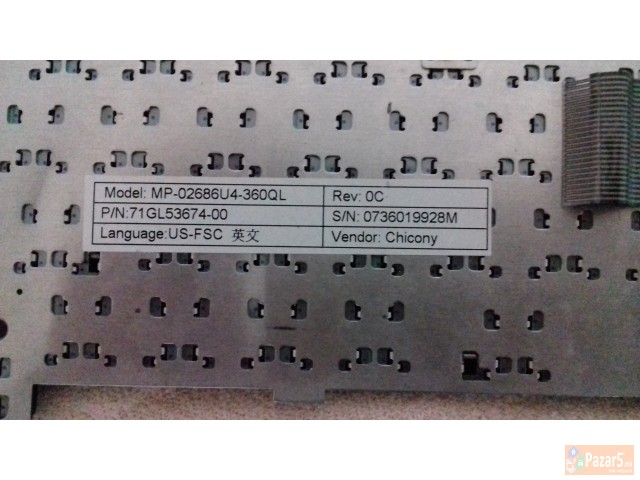 Model: MP-02686U4-360QL Rev: 0C
P/N:71GL53674-00 S/N: 0736019928M
Language:US-FSC 英文 Vendor: Chicony
Pazar5